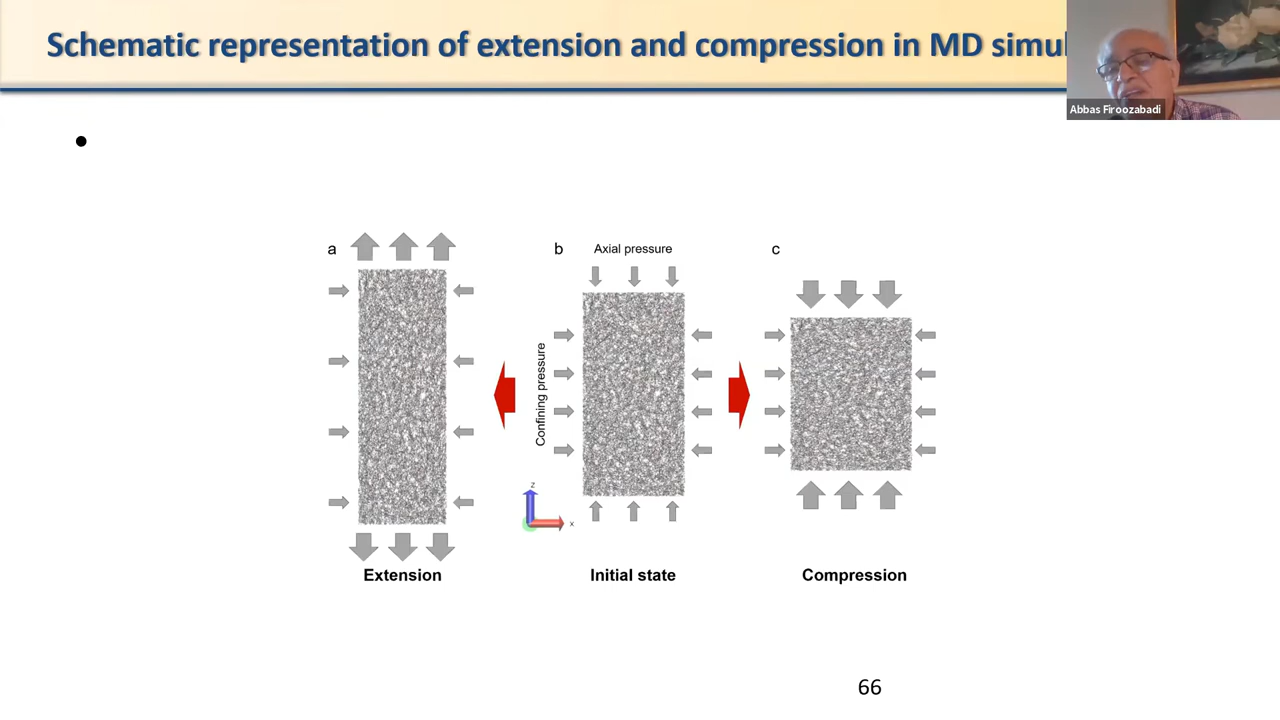 Schematic representation of extension and compression in MD
Abbas Firoozabadi
a
b
Axial pressure
c
Confining pressure
z
x
Extension
Initial state
Compression
66